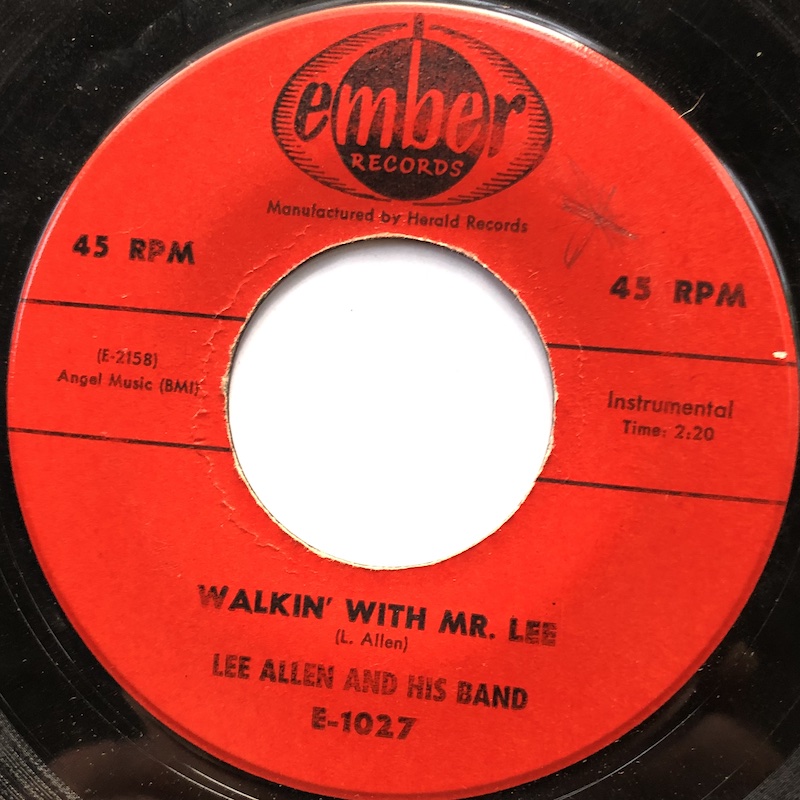 ember
RECORDS
Manufactured by Herald Records
45 RPM
45 RPM
(E-2158)
Angel Music (BMI)
Instrumental
Time: 2:20
WALKIN' WITH MR. LEE
(L. Allen)
LEE ALLEN AND HIS BAND
E-1027